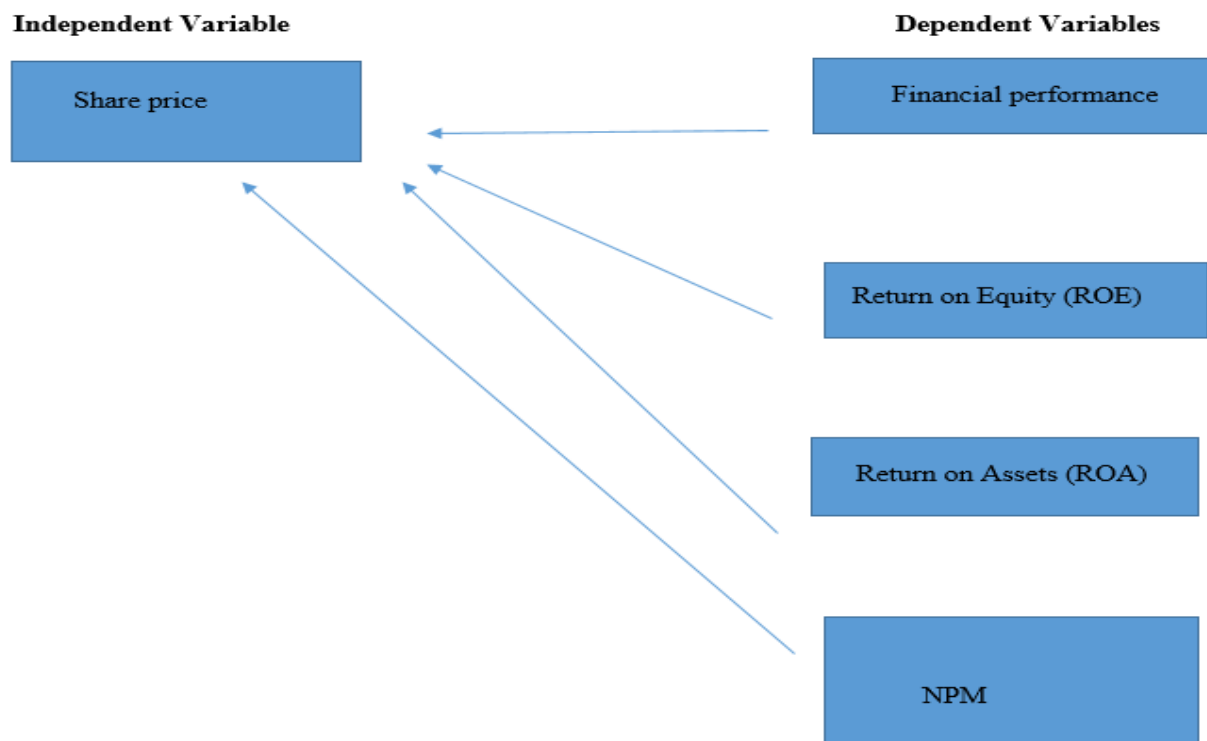 Independent Variable
Dependent Variables
Share price
Financial performance
Return on Equity (ROE)
Return on Assets (ROA)
NPM